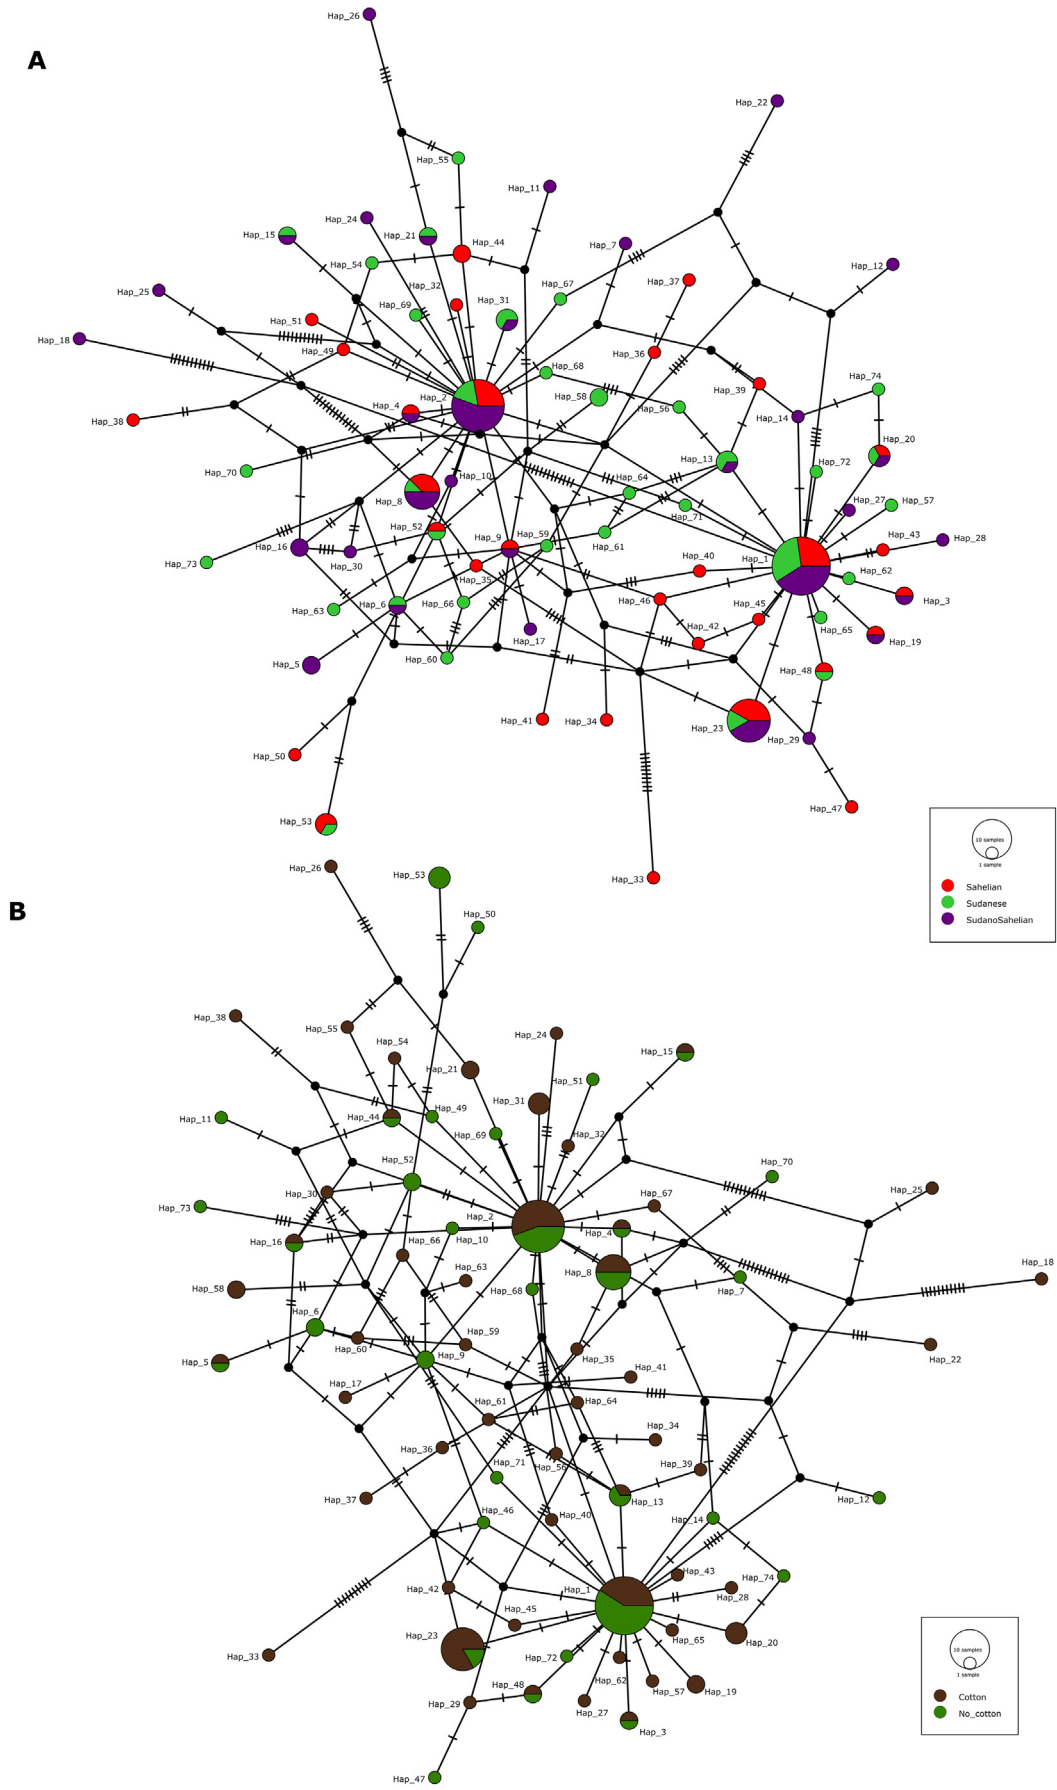 A
Hap_26
Hap_22
Hap_55
Hap_11
Hap_24
Hap_15
Hap_21
Hap_44
Hap_7
Hap_12
Hap_54
Hap_37
Hap_67
Hap_32
Hap_25
Hap_31
Hap_69
Hap_51
Hap_18
Hap_49
Hap_36
Hap_68
Hap_74
Hap_39
Hap_2
Hap_4
Hap_58
Hap_56
Hap_14
Hap_38
Hap_20
Hap_13
Hap_70
Hap_72
Hap_10
Hap_64
Hap_8
Hap_27
Hap_57
Hap_71
Hap_52
Hap_9
Hap_59
Hap_61
Hap_43
Hap_28
Hap_16
Hap_30
Hap_1
Hap_40
Hap_73
Hap_35
Hap_62
Hap_46
Hap_3
Hap_63
Hap_6
Hap_66
Hap_45
Hap_65
Hap_42
Hap_17
Hap_19
Hap_5
Hap_60
Hap_48
Hap_41
Hap_34
Hap_23
Hap_29
Hap_50
Hap_47
Hap_53
Hap_33
10 samples
1 sample
Sahelian
Sudanese
SudanoSahelian
B
Hap_26
Hap_53
Hap_50
Hap_38
Hap_55
Hap_24
Hap_54
Hap_15
Hap_21
Hap_51
Hap_31
Hap_49
Hap_11
Hap_44
Hap_69
Hap_32
Hap_52
Hap_70
Hap_25
Hap_30
Hap_67
Hap_73
Hap_2
Hap_4
Hap_10
Hap_16
Hap_66
Hap_63
Hap_8
Hap_7
Hap_18
Hap_58
Hap_68
Hap_6
Hap_60
Hap_59
Hap_22
Hap_5
Hap_9
Hap_35
Hap_41
Hap_17
Hap_61
Hap_64
Hap_34
Hap_36
Hap_56
Hap_39
Hap_71
Hap_37
Hap_13
Hap_12
Hap_46
Hap_40
Hap_14
Hap_43
Hap_74
Hap_42
Hap_1
Hap_28
Hap_45
Hap_23
Hap_65
Hap_20
Hap_33
Hap_72
Hap_62
Hap_48
Hap_57
Hap_19
Hap_29
Hap_27
Hap_3
Hap_47
10 samples
1 sample
Cotton
No_cotton